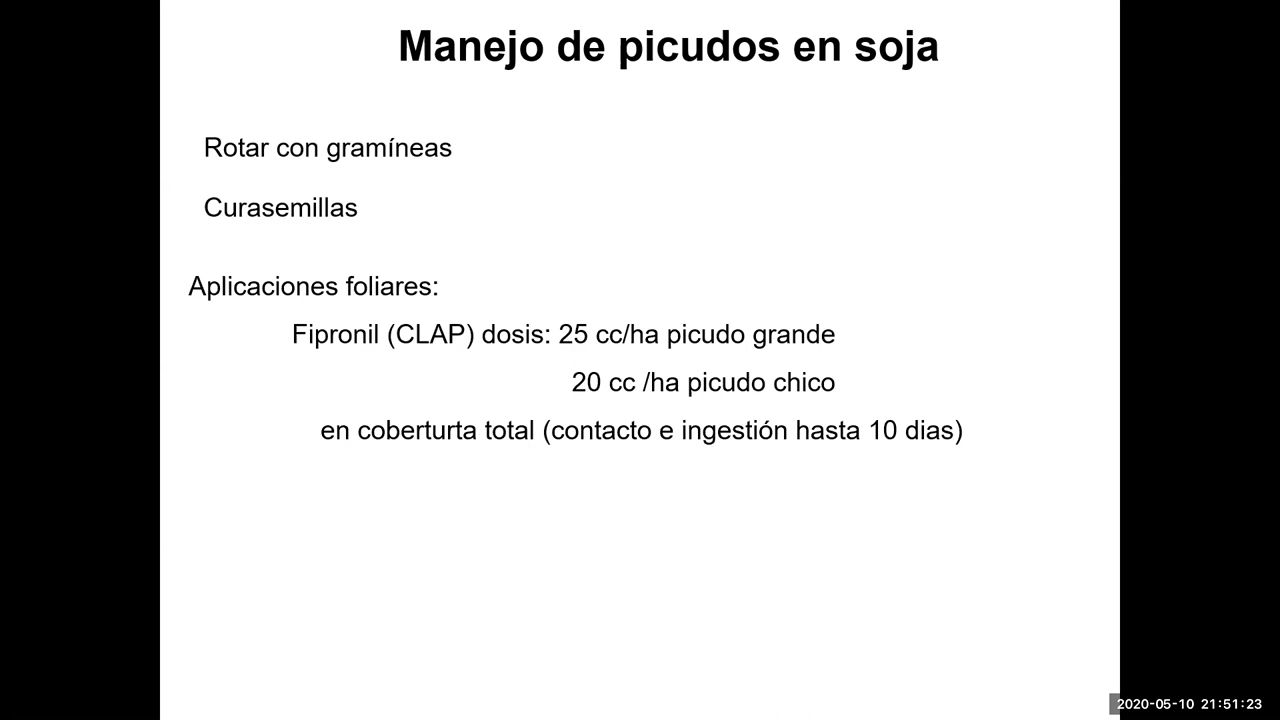 Manejo de picudos en soja
Rotar con gramíneas
Curasemillas
Aplicaciones foliares:
Fipronil (CLAP) dosis: 25 cc/ha picudo grande
20 cc /ha picudo chico
en coberturta total (contacto e ingestión hasta 10 dias)
2020-05-10 21:51:23